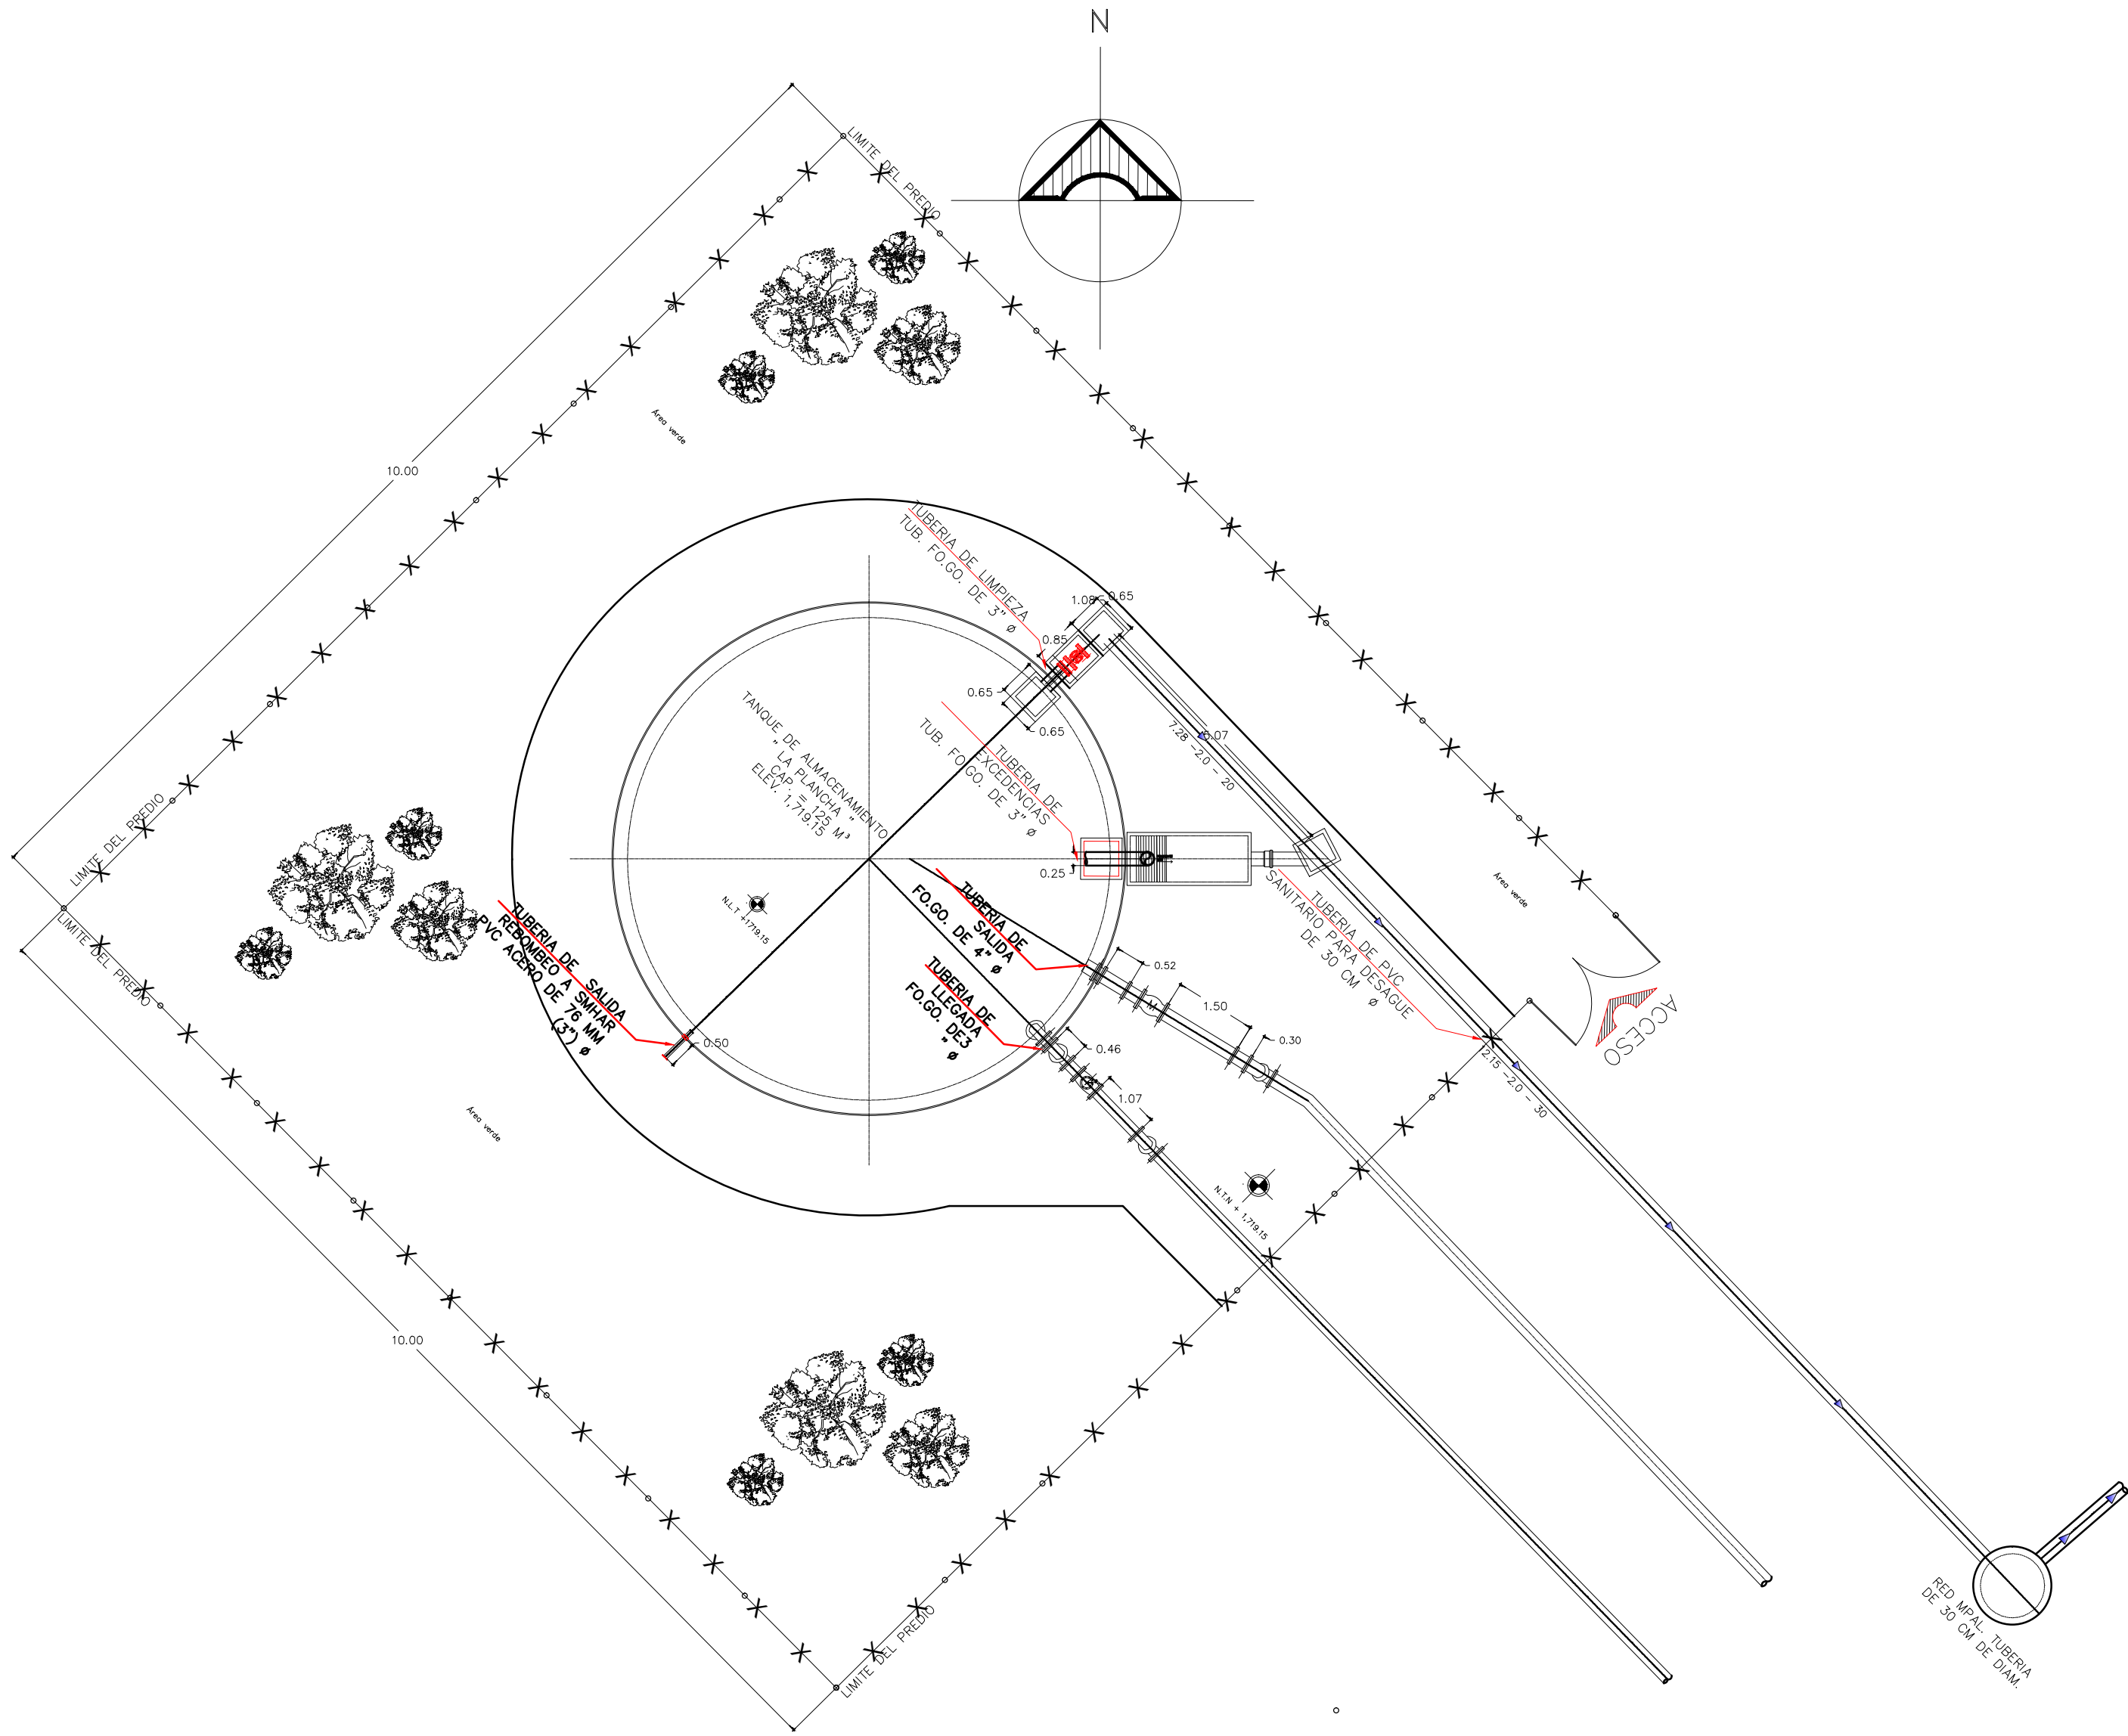 N
LIMITE DEL PREDIO
10.00
Área verde
TUBERIA DE LIMPIEZA
TUB. FO.GO. DE 3" Ø
1.08
0.65
0.85
0.65
0.65
TUBERIA DE
EXCEDENCIAS
TUB. FO.GO. DE 3" Ø
7.28 -2.0 - 20
5.07
TANQUE DE ALMACENAMIENTO
" LA PLANCHA "
CAP. = 125 M³
ELEV. 1,719.15
LIMITE DEL PREDIO
0.25
N.L.T +1719.15
TUBERIA DE
SALIDA
FO.GO. DE 4" Ø
TUBERIA DE PVC
SANITARIO PARA DESAGUE
DE 30 CM Ø
Área verde
LIMITE DEL PREDIO
TUBERIA DE SALIDA
REBOMBEO A SMHAR
PVC ACERO DE 76 MM
(3") Ø
0.50
TUBERIA DE
LLEGADA
FO.GO. DE3
" Ø
0.52
1.50
0.30
0.46
1.07
ACCESO
2.15 -2.0 - 30
Área verde
N.T.N + 1,719.15
10.00
LIMITE DEL PREDIO
RED MPAL. TUBERIA
DE 30 CM DE DIAM.